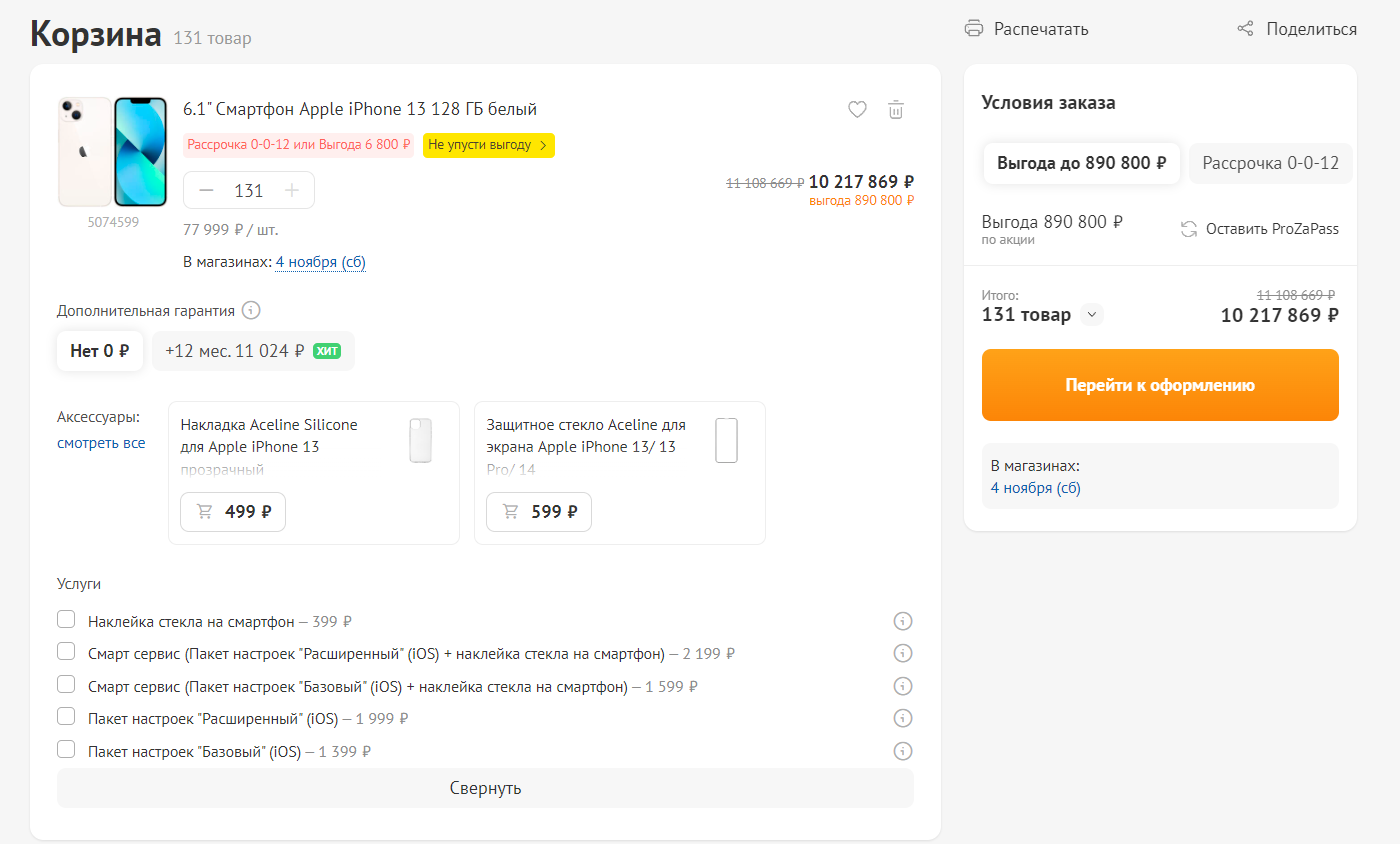 Корзина 131 товар
Распечатать
Поделиться
6.1" Смартфон Apple iPhone 13 128 ГБ белый
Рассрочка 0-0-12 или Выгода 6 800 ₽
Не упусти выгоду
131
11 108 669 ₽ 10 217 869 ₽
выгода 890 800 ₽
5074599
77 999 ₽ / шт.
В магазинах: 4 ноября (сб)
Дополнительная гарантия
Нет 0 ₽
+12 мес. 11 024 ₽ ХИТ
Аксессуары:
смотреть все
Накладка Aceline Silicone
для Apple iPhone 13
прозрачный
499 ₽
Защитное стекло Aceline для
экрана Apple iPhone 13/ 13
Pro/ 14
599 ₽
Услуги
Наклейка стекла на смартфон — 399 ₽
Смарт сервис (Пакет настроек "Расширенный" (iOS) + наклейка стекла на смартфон) — 2 199 ₽
Смарт сервис (Пакет настроек "Базовый" (iOS) + наклейка стекла на смартфон) — 1 599 ₽
Пакет настроек "Расширенный" (iOS) — 1 999 ₽
Пакет настроек "Базовый" (iOS) — 1 399 ₽
Свернуть
Условия заказа
Выгода до 890 800 ₽
Рассрочка 0-0-12
Выгода 890 800 ₽
по акции
Оставить ProZaPass
Итого:
131 товар
11 108 669 ₽
10 217 869 ₽
Перейти к оформлению
В магазинах:
4 ноября (сб)